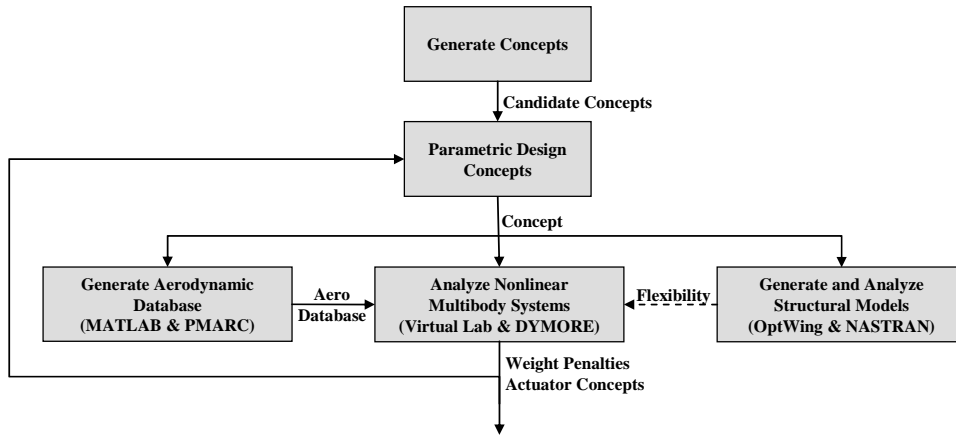 Generate Concepts
Candidate Concepts
Parametric Design
Concepts
Concept
Generate Aerodynamic
Database
(MATLAB & PMARC)
Aero
Database
Analyze Nonlinear
Multibody Systems
(Virtual Lab & DYMORE)
Flexibility
Generate and Analyze
Structural Models
(OptWing & NASTRAN)
Weight Penalties
Actuator Concepts